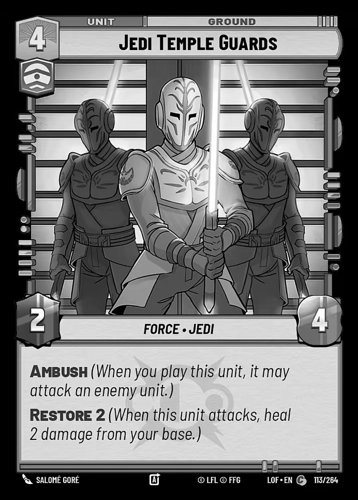 UNIT GROUND
4 JEDI TEMPLE GUARDS
2 4
FORCE • JEDI
AMBUSH (When you play this unit, it may
attack an enemy unit.)
RESTORE 2 (When this unit attacks, heal
2 damage from your base.)
SALOMÉ GORÉ A © LFL © FFG LOF • EN C 113/264